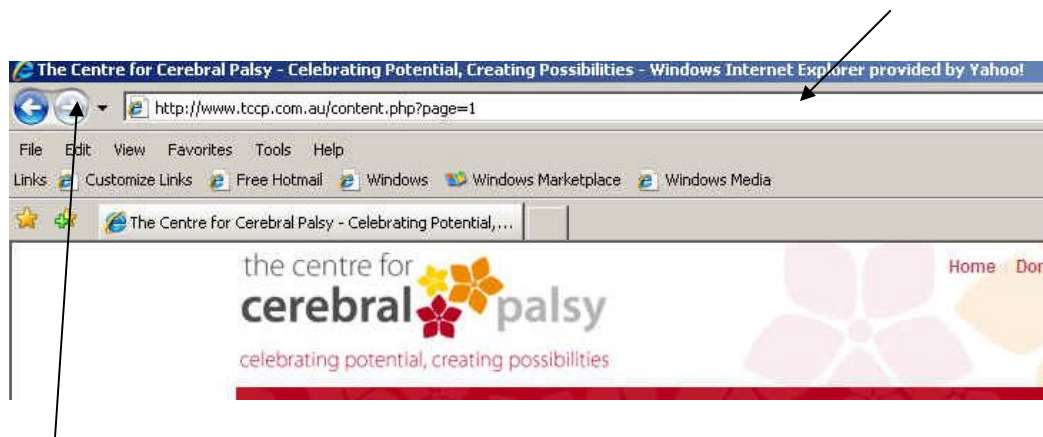 The Centre for Cerebral Palsy - Celebrating Potential, Creating Possibilities - Windows Internet Explorer provided by Yahoo!
http://www.tccp.com.au/content.php?page=1
File Edit View Favorites Tools Help
Links Customize Links Free Hotmail Windows Windows Marketplace Windows Media
The Centre for Cerebral Palsy - Celebrating Potential,...
the centre for
cerebral palsy
celebrating potential, creating possibilities
Home Don